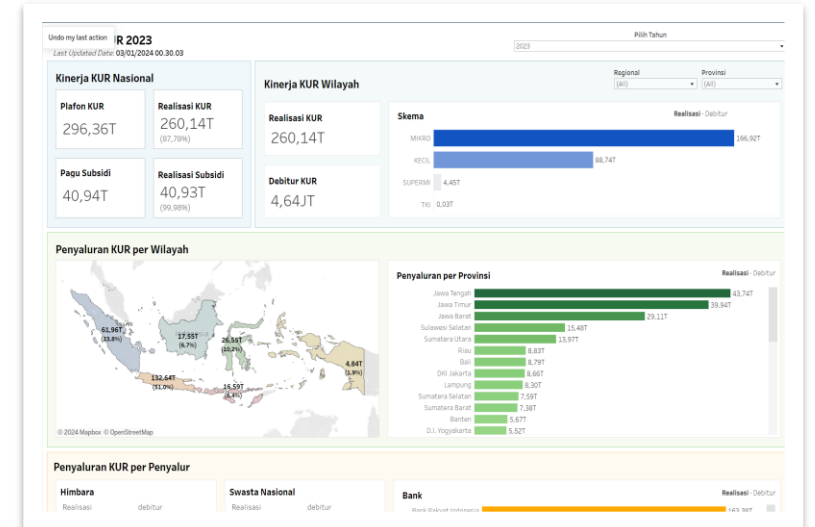 Undo my last action
R 2023
Last Updated Date: 03/01/2024 00.30.03
Pilih Tahun
2023
Kinerja KUR Nasional
Plafon KUR
296,36T
Realisasi KUR
260,14T
(87,78%)
Pagu Subsidi
40,94T
Realisasi Subsidi
40,93T
(99,98%)
Kinerja KUR Wilayah
Regional
(All)
Provinsi
(All)
Realisasi KUR
260,14T
Debitur KUR
4,64JT
Skema
Realisasi - Debitur
MIKRO 166,92T
KECIL 88,74T
SUPERMI 4,45T
TKI 0,03T
Penyaluran KUR per Wilayah
61,96T
(23,8%)
17,55T
(6,7%)
26,55T
(10,2%)
4,84T
(1,9%)
132,64T
(51,0%)
16,59T
(6,4%)
© 2024 Mapbox © OpenStreetMap
Penyaluran per Provinsi
Realisasi - Debitur
Jawa Tengah 43,74T
Jawa Timur 39,94T
Jawa Barat 29,11T
Sulawesi Selatan 15,48T
Sumatera Utara 13,97T
Riau 8,83T
Bali 8,79T
DKI Jakarta 8,66T
Lampung 8,30T
Sumatera Selatan 7,59T
Sumatera Barat 7,38T
Banten 5,67T
D.I. Yogyakarta 5,52T
Penyaluran KUR per Penyalur
Himbara
Realisasi debitur
Swasta Nasional
Realisasi debitur
Bank
Realisasi - Debitur
Bank Rakyat Indonesia 163,38T